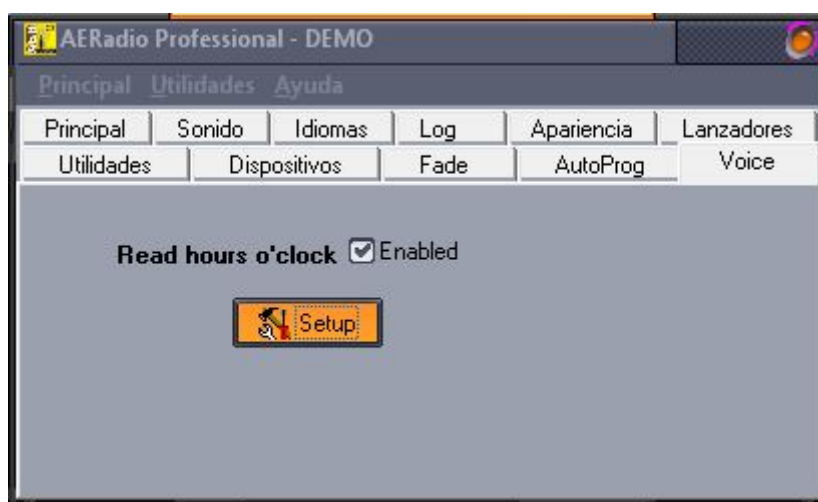 AERadio Professional - DEMO
Principal Utilidades Ayuda
Principal Sonido Idiomas Log Apariencia Lanzadores
Utilidades Dispositivos Fade AutoProg Voice
Read hours o'clock Enabled
Setup